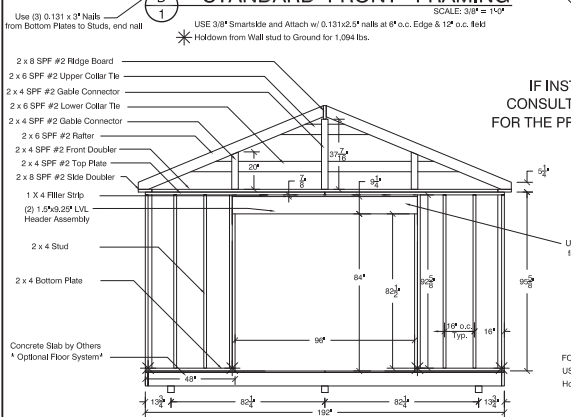 Use (3) 0.131 x 3" Nails
from Bottom Plates to Studs, end nail
1
STANDARD FRONT FRAMING
SCALE: 3/8" = 1'-0"
USE 3/8" Smartside and Attach w/ 0.131x2.5" nails at 6" o.c. Edge & 12" o.c. field
Holdown from Wall stud to Ground for 1,094 lbs.
IF INST
CONSULT
FOR THE PR
2 x 8 SPF #2 Ridge Board
2 x 6 SPF #2 Upper Collar Tie
2 x 4 SPF #2 Gable Connector
2 x 6 SPF #2 Lower Collar Tie
2 x 4 SPF #2 Gable Connector
2 x 6 SPF #2 Rafter
2 x 4 SPF #2 Front Doubler
2 x 4 SPF #2 Top Plate
2 x 8 SPF #2 Side Doubler
1 X 4 Filler Strip
(2) 1.5"x9.25" LVL
Header Assembly
2 x 4 Stud
2 x 4 Bottom Plate
Concrete Slab by Others
* Optional Floor System*
20"
37 7/16"
7/8"
9 1/4"
5 1/4"
84"
82 1/2"
92 5/8"
95 5/8"
96"
16" o.c.
Typ.
16"
48"
13 3/4"
82 1/4"
82 1/4"
13 3/4"
192"
U
f
FO
US
Ho